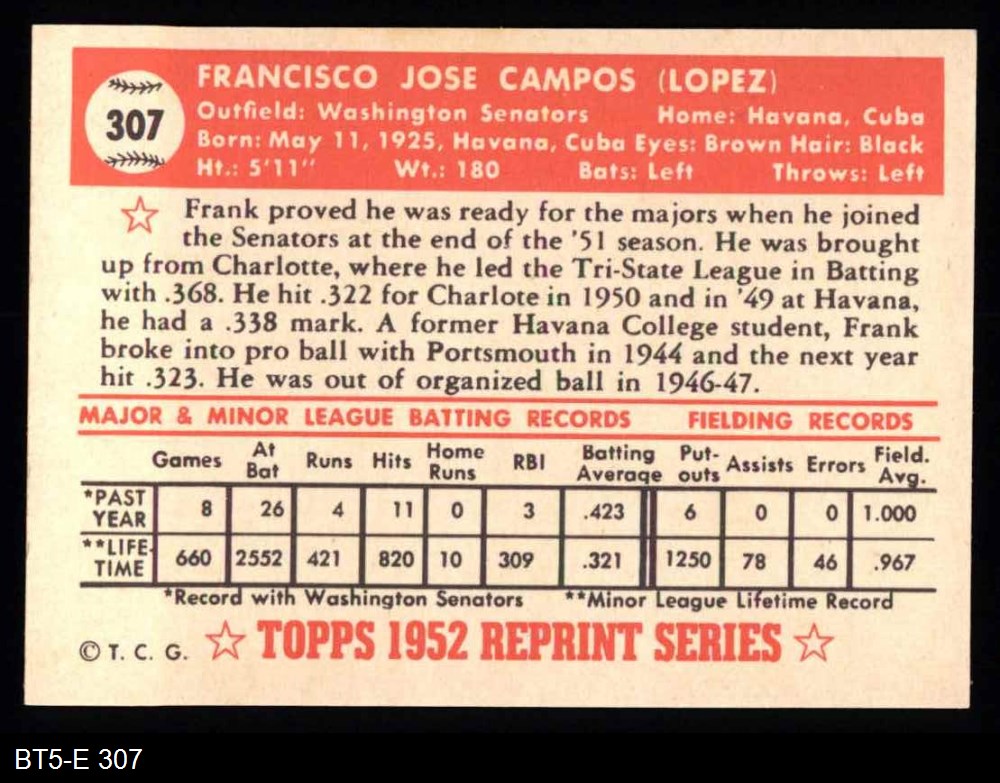 307
FRANCISCO JOSE CAMPOS (LOPEZ)
Outfield: Washington Senators Home: Havana, Cuba
Born: May 11, 1925, Havana, Cuba Eyes: Brown Hair: Black
Ht.: 5'11" Wt.: 180 Bats: Left Throws: Left
Frank proved he was ready for the majors when he joined
the Senators at the end of the '51 season. He was brought
up from Charlotte, where he led the Tri-State League in Batting
with .368. He hit .322 for Charlote in 1950 and in '49 at Havana,
he had a .338 mark. A former Havana College student, Frank
broke into pro ball with Portsmouth in 1944 and the next year
hit .323. He was out of organized ball in 1946-47.
MAJOR & MINOR LEAGUE BATTING RECORDS FIELDING RECORDS
Games At Bat Runs Hits Home Runs RBI Batting Average Put-outs Assists Errors Field. Avg.
*PAST YEAR 8 26 4 11 0 3 .423 6 0 0 1.000
**LIFE-TIME 660 2552 421 820 10 309 .321 1250 78 46 .967
*Record with Washington Senators **Minor League Lifetime Record
© T. C. G. TOPPS 1952 REPRINT SERIES
BT5-E 307